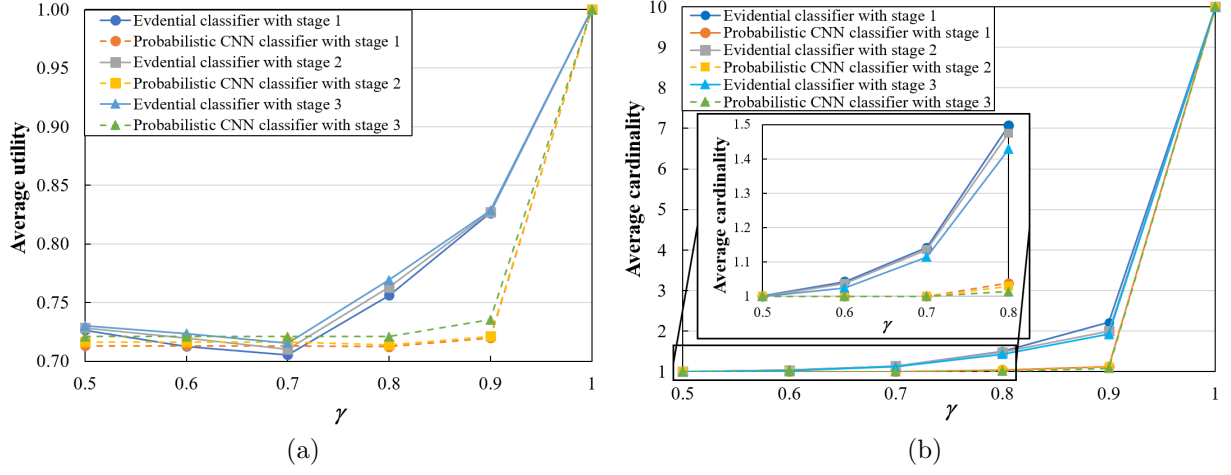 1.00
0.95
0.90
0.85
0.80
0.75
0.70
0.5
0.6
0.7
0.8
0.9
1
Average utility
γ
Evdential classifier with stage 1
Probabilistic CNN classifier with stage 1
Evdential classifier with stage 2
Probabilistic CNN classifier with stage 2
Evdential classifier with stage 3
Probabilistic CNN classifier with stage 3
(a)
10
9
8
7
6
5
4
3
2
1
0.5
0.6
0.7
0.8
0.9
1
Average cardinality
γ
Evidential classifier with stage 1
Probabilistic CNN classifier with stage 1
Evidential classifier with stage 2
Probabilistic CNN classifier with stage 2
Evidential classifier with stage 3
Probabilistic CNN classifier with stage 3
1.5
1.4
1.3
1.2
1.1
1
0.5
0.6
0.7
0.8
Average cardinality
γ
(b)